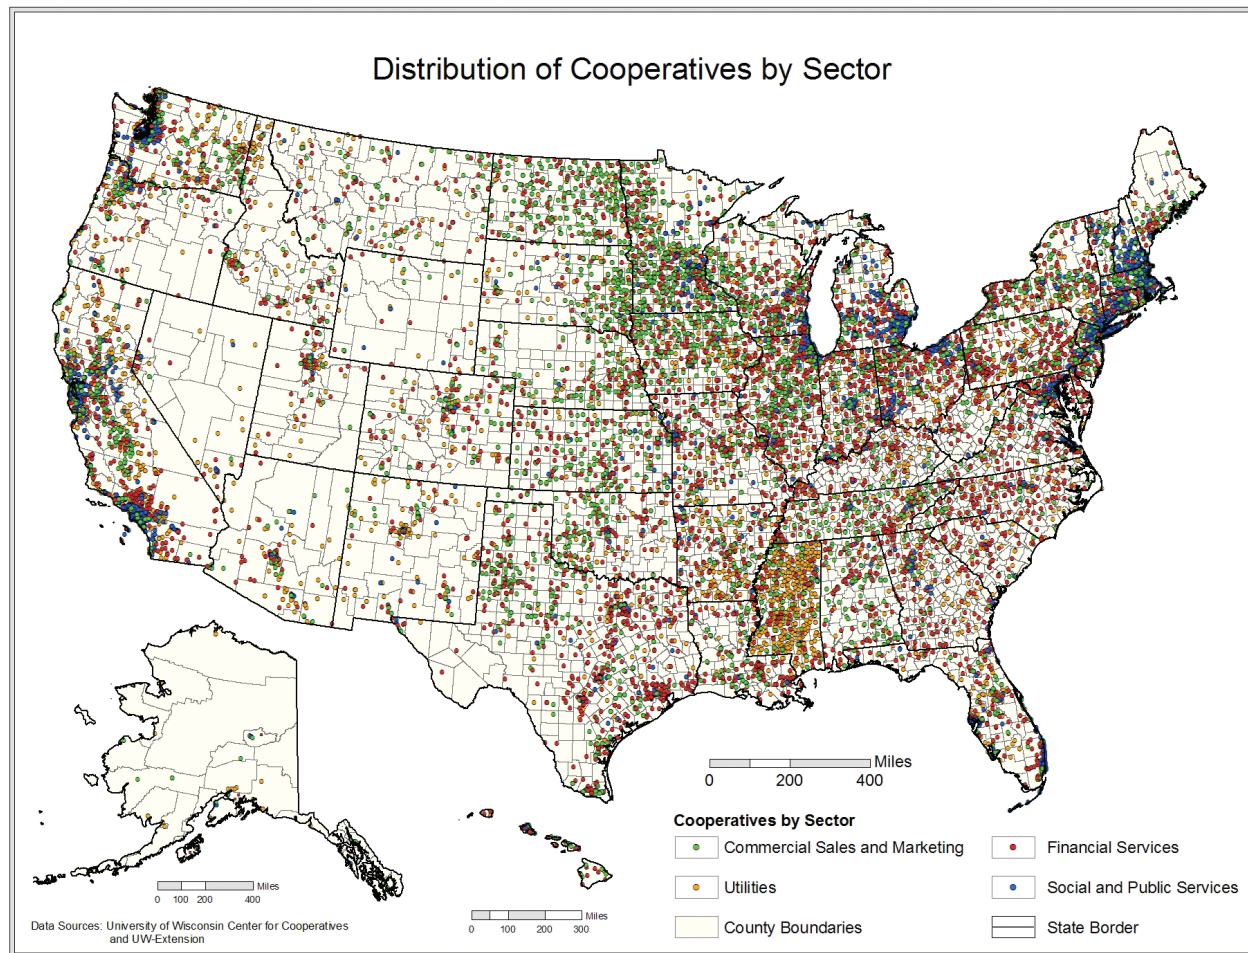 Distribution of Cooperatives by Sector
Miles
0 200 400
Cooperatives by Sector
Commercial Sales and Marketing
Financial Services
Utilities
Social and Public Services
County Boundaries
State Border
Miles
0 100 200 400
Miles
0 100 200 300
Data Sources: University of Wisconsin Center for Cooperatives
and UW-Extension